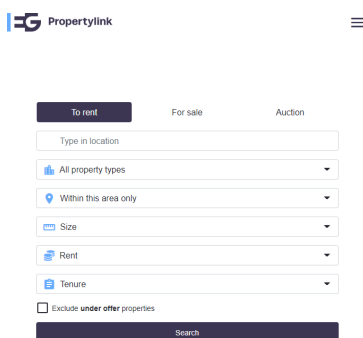 EG Propertylink
To rent For sale Auction
Type in location
All property types
Within this area only
Size
Rent
Tenure
Exclude under offer properties
Search